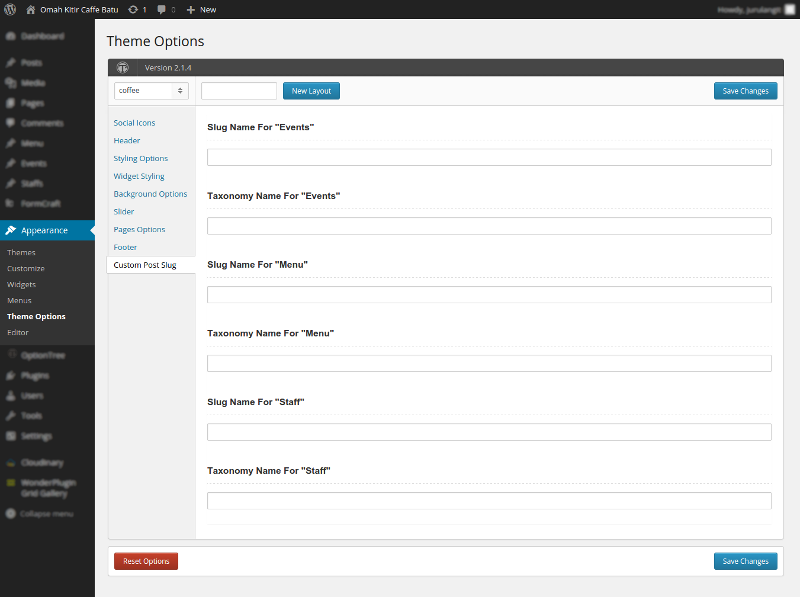 Omah Kitir Caffe Batu 1 0 New
Howdy, jurulangit
Dashboard
Posts
Media
Pages
Comments
Menu
Events
Staffs
FormCraft
Appearance
Themes
Customize
Widgets
Menus
Theme Options
Editor
OptionTree
Plugins
Users
Tools
Settings
Cloudinary
WonderPlugin
Grid Gallery
Collapse menu
Theme Options
Version 2.1.4
coffee
New Layout
Save Changes
Social Icons
Header
Styling Options
Widget Styling
Background Options
Slider
Pages Options
Footer
Custom Post Slug
Slug Name For "Events"
Taxonomy Name For "Events"
Slug Name For "Menu"
Taxonomy Name For "Menu"
Slug Name For "Staff"
Taxonomy Name For "Staff"
Reset Options
Save Changes